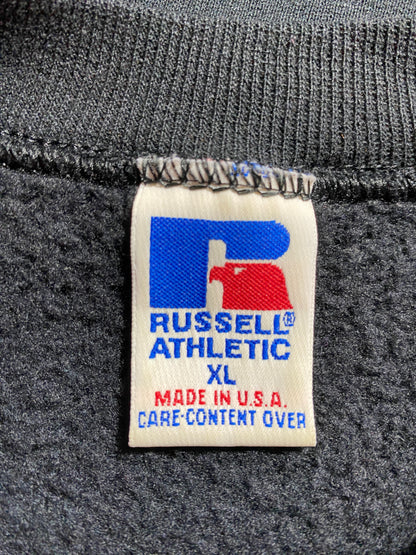 RUSSELL®
ATHLETIC
XL
MADE IN U.S.A.
CARE-CONTENT OVER